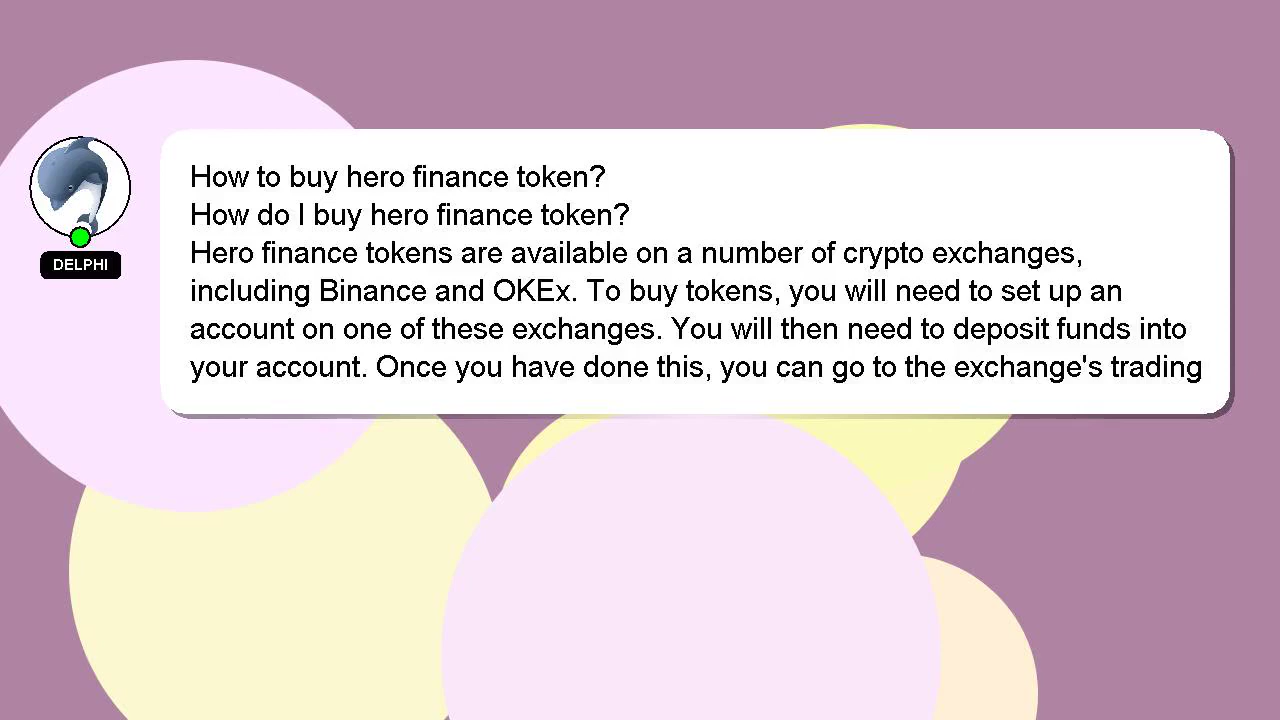 How to buy hero finance token?
How do I buy hero finance token?
Hero finance tokens are available on a number of crypto exchanges,
including Binance and OKEx. To buy tokens, you will need to set up an
account on one of these exchanges. You will then need to deposit funds into
your account. Once you have done this, you can go to the exchange's trading
DELPHI